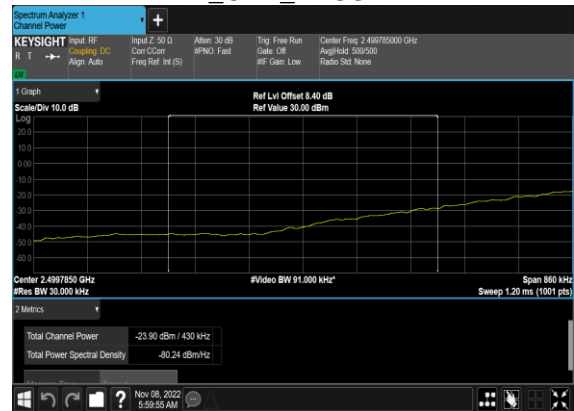 Spectrum Analyzer 1
Channel Power
+
KEYSIGHT Input: RF Input Z: 50 Ω Atten: 30 dB Trig: Free Run Center Freq: 2.499785000 GHz
R T Coupling: DC Corr CCorr #PNO: Fast Gate: Off Avg|Hold: 500/500
Align: Auto Freq Ref: Int (S) #IF Gain: Low Radio Std: None
1 Graph
Ref Lvl Offset 8.40 dB
Scale/Div 10.0 dB Ref Value 30.00 dBm
Log
20.0
10.0
0.00
-10.0
-20.0
-30.0
-40.0
-50.0
-60.0
Center 2.4997850 GHz #Video BW 91.000 kHz* Span 860 kHz
#Res BW 30.000 kHz Sweep 1.20 ms (1001 pts)
2 Metrics
Total Channel Power -23.90 dBm / 430 kHz
Total Power Spectral Density -80.24 dBm/Hz
? Nov 08, 2022
5:59:55 AM